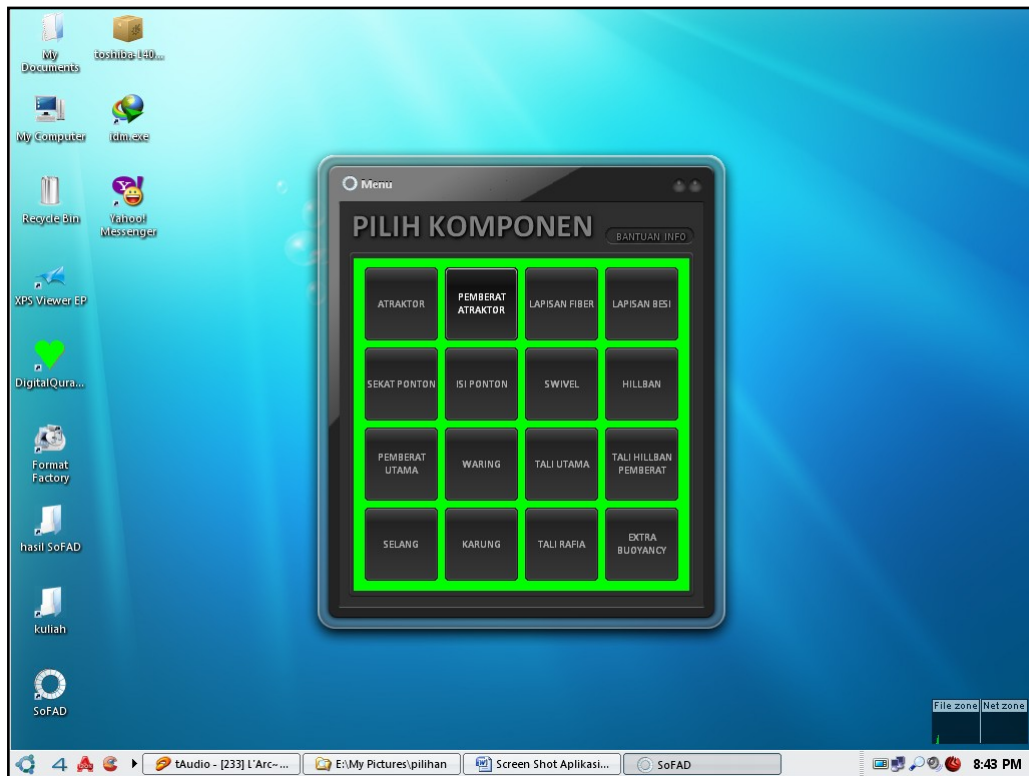 My
Documents
toshiba-l40...
My Computer
idm.exe
Recycle Bin
Yahoo!
Messenger
XPS Viewer EP
DigitalQura...
Format
Factory
hasil SoFAD
kuliah
SoFAD
Menu
PILIH KOMPONEN
BANTUAN INFO
ATRAKTOR
PEMBERAT
ATRAKTOR
LAPISAN FIBER
LAPISAN BESI
SEKAT PONTON
ISI PONTON
SWIVEL
HILLBAN
PEMBERAT
UTAMA
WARING
TALI UTAMA
TALI HILLBAN
PEMBERAT
SELANG
KARUNG
TALI RAFIA
EXTRA
BUOYANCY
File zone
Net zone
4
tAudio - [233] L'Arc~...
E:\My Pictures\pilihan
Screen Shot Aplikasi...
SoFAD
8:43 PM